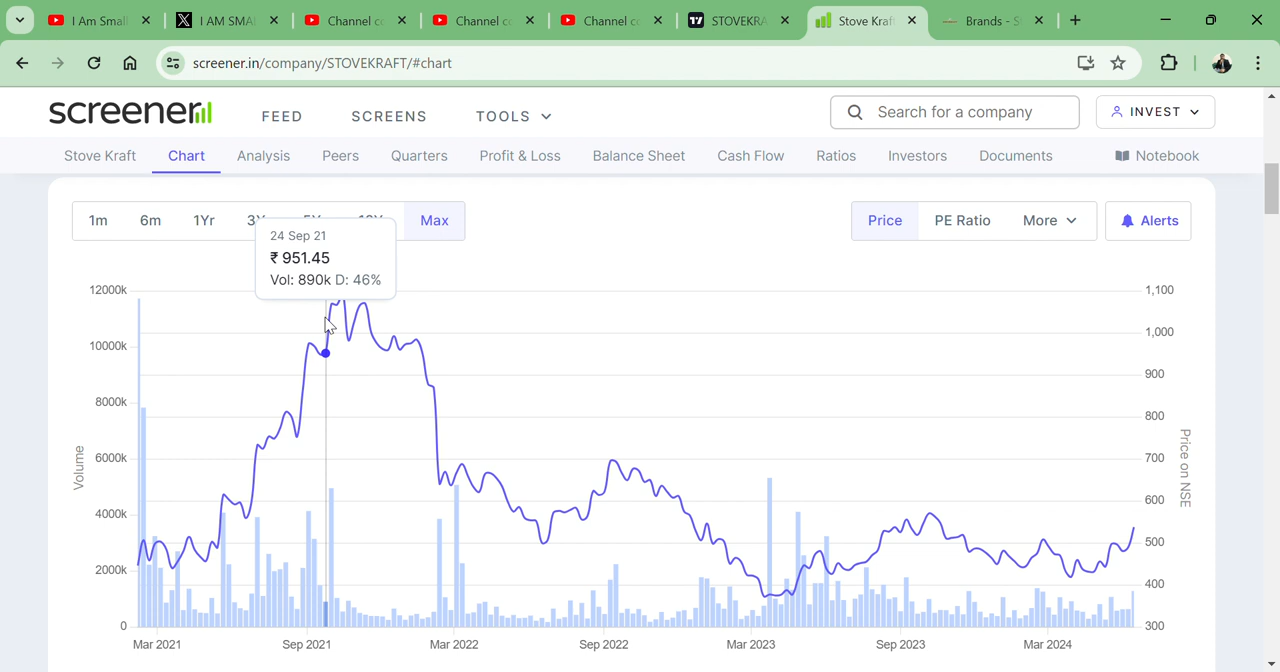 I Am Small
I AM SMA
Channel co
Channel co
Channel co
STOVEKRA
Stove Kraf
Brands - S
screener.in/company/STOVEKRAFT/#chart
screener
FEED
SCREENS
TOOLS
Search for a company
INVEST
Stove Kraft
Chart
Analysis
Peers
Quarters
Profit & Loss
Balance Sheet
Cash Flow
Ratios
Investors
Documents
Notebook
1m
6m
1Yr
Max
Price
PE Ratio
More
Alerts
24 Sep 21
₹ 951.45
Vol: 890k D: 46%
12000k
10000k
8000k
6000k
4000k
2000k
0
Volume
1,100
1,000
900
800
700
600
500
400
300
Price on NSE
Mar 2021
Sep 2021
Mar 2022
Sep 2022
Mar 2023
Sep 2023
Mar 2024